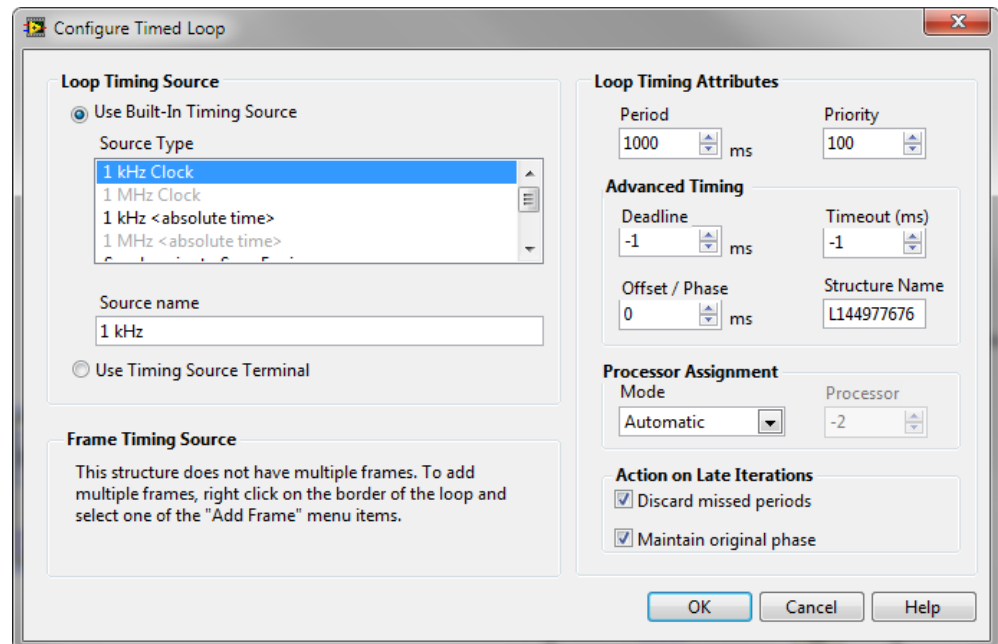 Configure Timed Loop
Loop Timing Source
Use Built-In Timing Source
Source Type
1 kHz Clock
1 MHz Clock
1 kHz <absolute time>
1 MHz <absolute time>
Source name
1 kHz
Use Timing Source Terminal
Frame Timing Source
This structure does not have multiple frames. To add
multiple frames, right click on the border of the loop and
select one of the "Add Frame" menu items.
Loop Timing Attributes
Period Priority
1000 ms 100
Advanced Timing
Deadline Timeout (ms)
-1 ms -1
Offset / Phase Structure Name
0 ms L144977676
Processor Assignment
Mode Processor
Automatic -2
Action on Late Iterations
Discard missed periods
Maintain original phase
OK Cancel Help